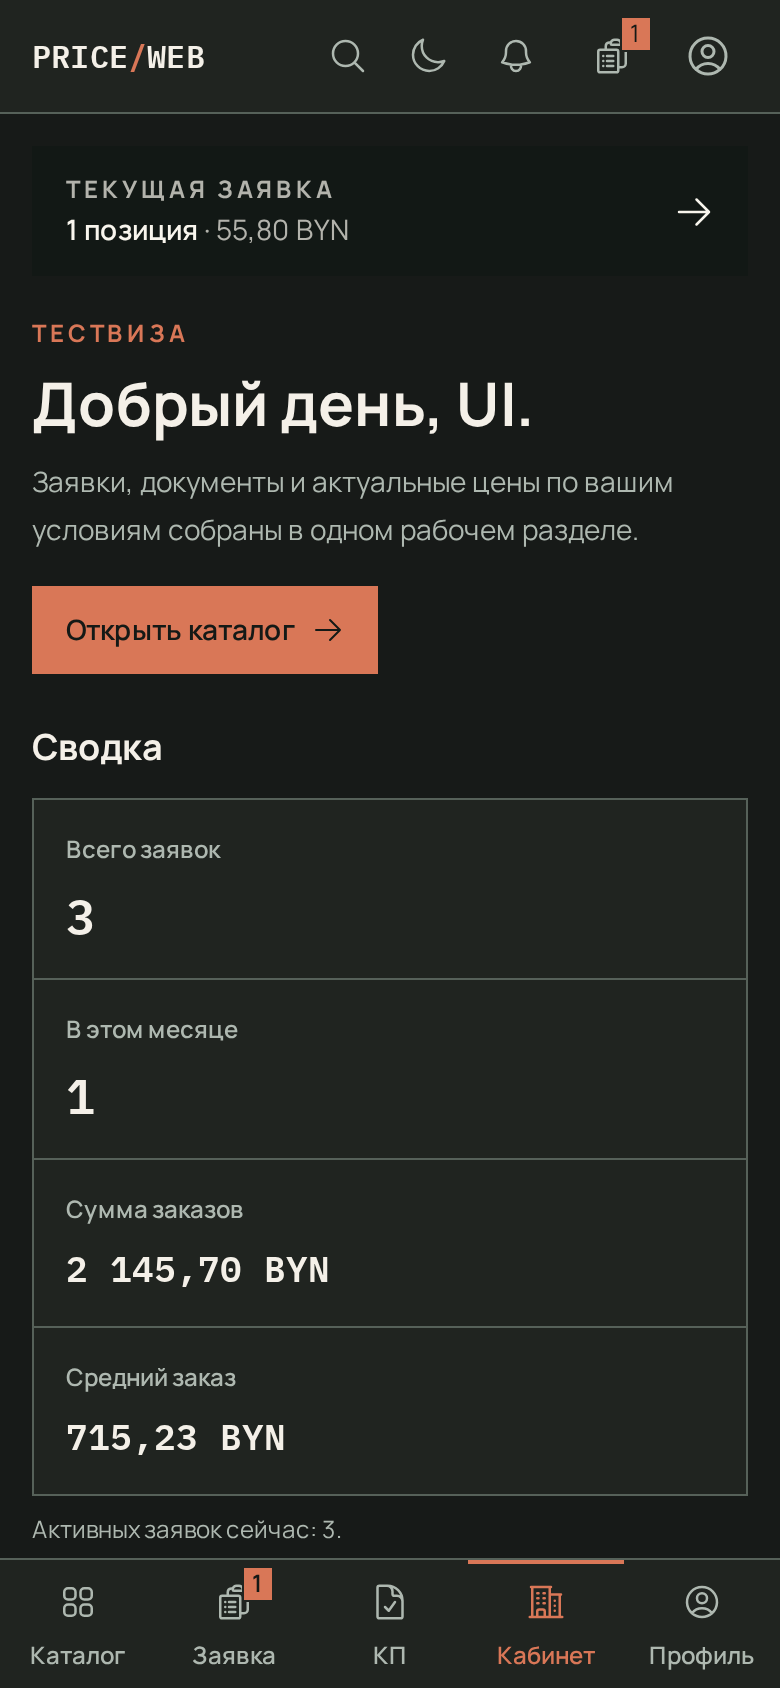 PRICE/WEB
1
ТЕКУЩАЯ ЗАЯВКА
1 позиция · 55,80 BYN
ТЕСТВИЗА
Добрый день, UI.
Заявки, документы и актуальные цены по вашим
условиям собраны в одном рабочем разделе.
Открыть каталог
Сводка
Всего заявок
3
В этом месяце
1
Сумма заказов
2 145,70 BYN
Средний заказ
715,23 BYN
Активных заявок сейчас: 3.
1
Каталог
Заявка
КП
Кабинет
Профиль